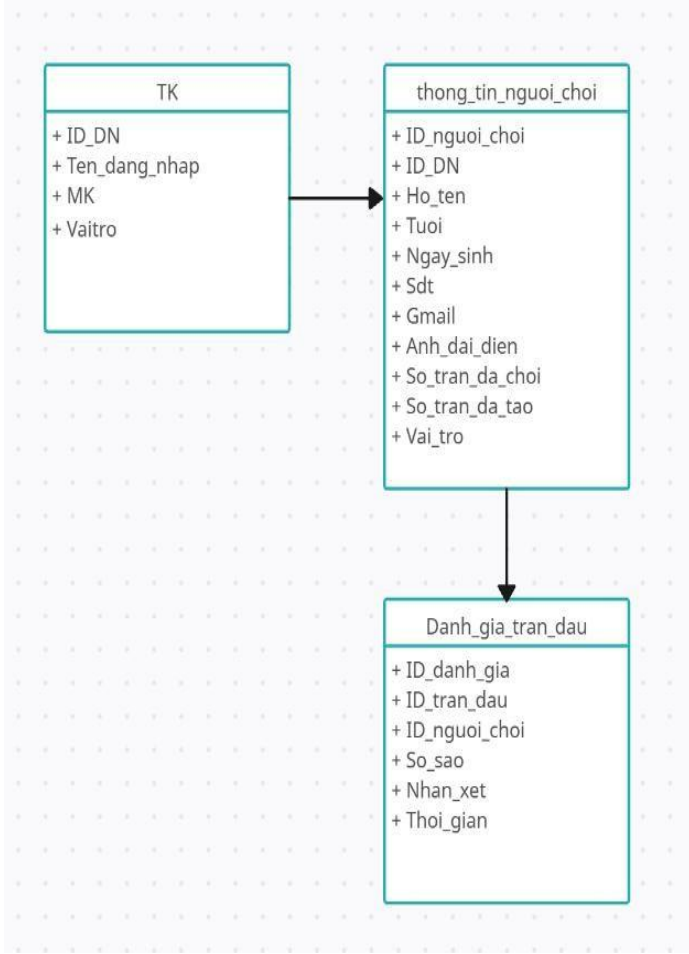 TK
+ ID_DN
+ Ten_dang_nhap
+ MK
+ Vaitro
thong_tin_nguoi_choi
+ ID_nguoi_choi
+ ID_DN
+ Ho_ten
+ Tuoi
+ Ngay_sinh
+ Sdt
+ Gmail
+ Anh_dai_dien
+ So_tran_da_choi
+ So_tran_da_tao
+ Vai_tro
Danh_gia_tran_dau
+ ID_danh_gia
+ ID_tran_dau
+ ID_nguoi_choi
+ So_sao
+ Nhan_xet
+ Thoi_gian